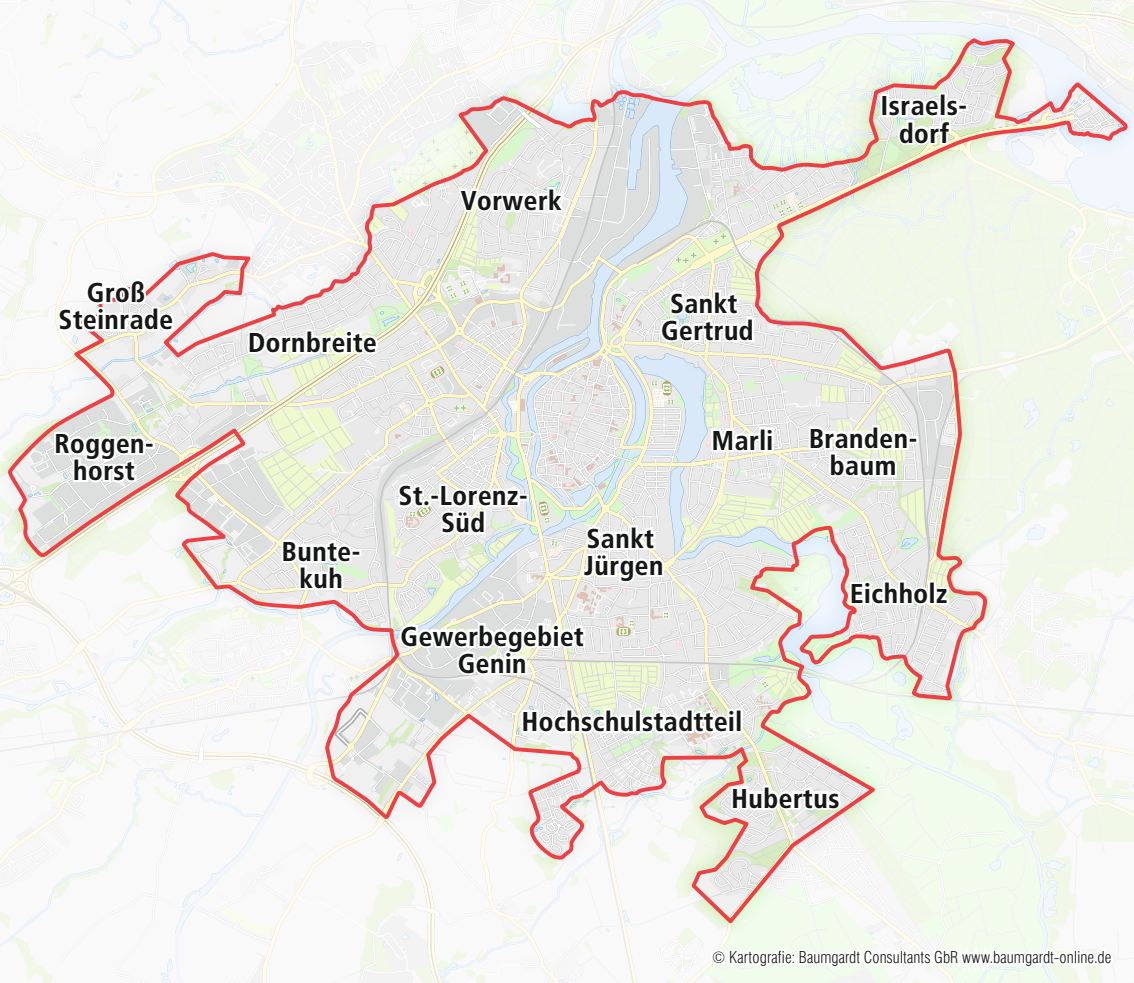 Israels-
dorf
Vorwerk
Groß
Steinrade
Sankt
Gertrud
Dornbreite
Roggen-
horst
Marli
Branden-
baum
St.-Lorenz-
Süd
Bunte-
kuh
Sankt
Jürgen
Eichholz
Gewerbegebiet
Genin
Hochschulstadtteil
Hubertus
© Kartografie: Baumgardt Consultants GbR www.baumgardt-online.de